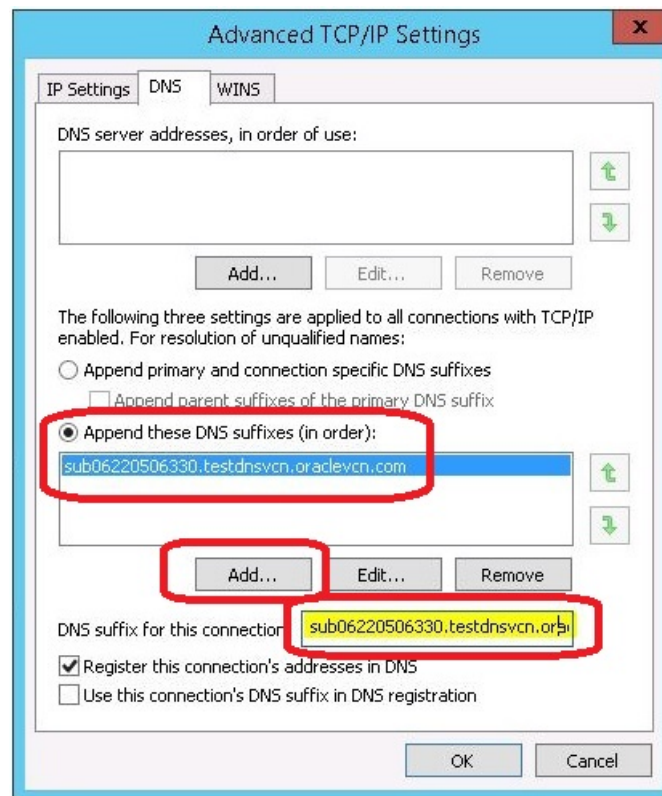 Advanced TCP/IP Settings
x
IP Settings DNS WINS
DNS server addresses, in order of use:
Add... Edit... Remove
The following three settings are applied to all connections with TCP/IP
enabled. For resolution of unqualified names:
Append primary and connection specific DNS suffixes
Append parent suffixes of the primary DNS suffix
Append these DNS suffixes (in order):
sub06220506330.testdnsvcn.oraclevcn.com
Add... Edit... Remove
DNS suffix for this connection sub06220506330.testdnsvcn.orac
Register this connection's addresses in DNS
Use this connection's DNS suffix in DNS registration
OK Cancel